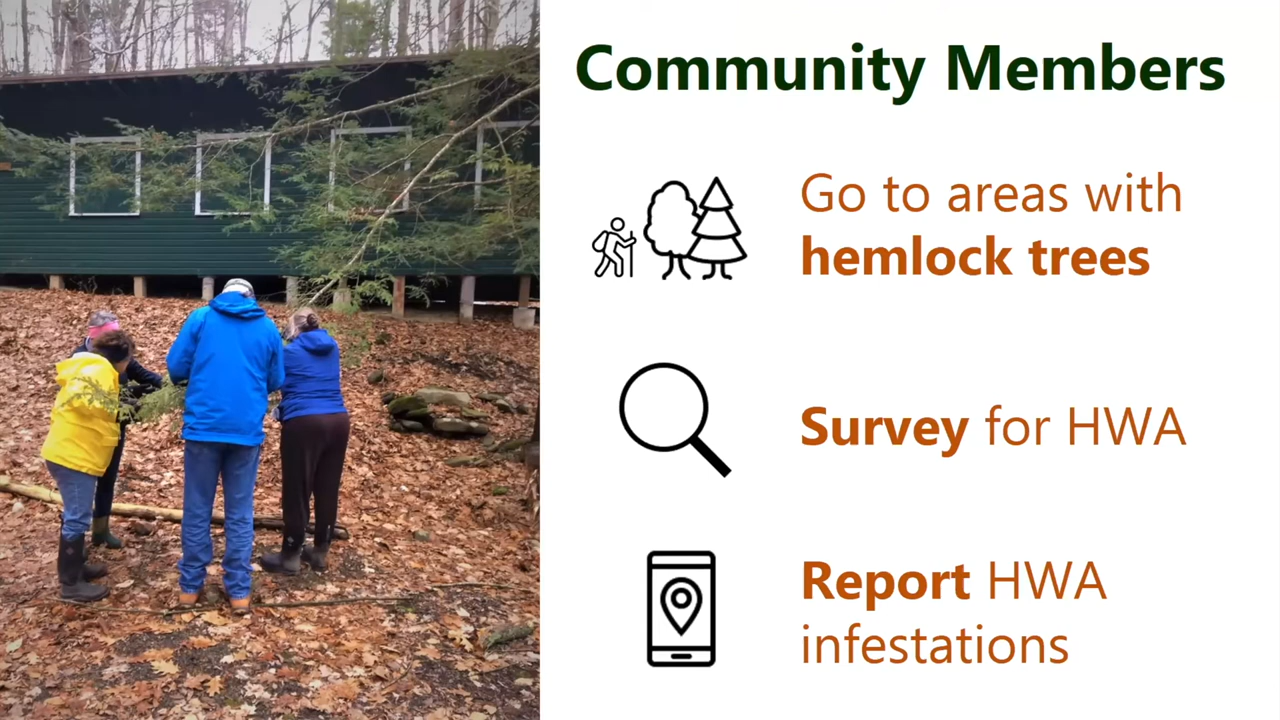 Community Members
Go to areas with
hemlock trees
Survey for HWA
Report HWA
infestations